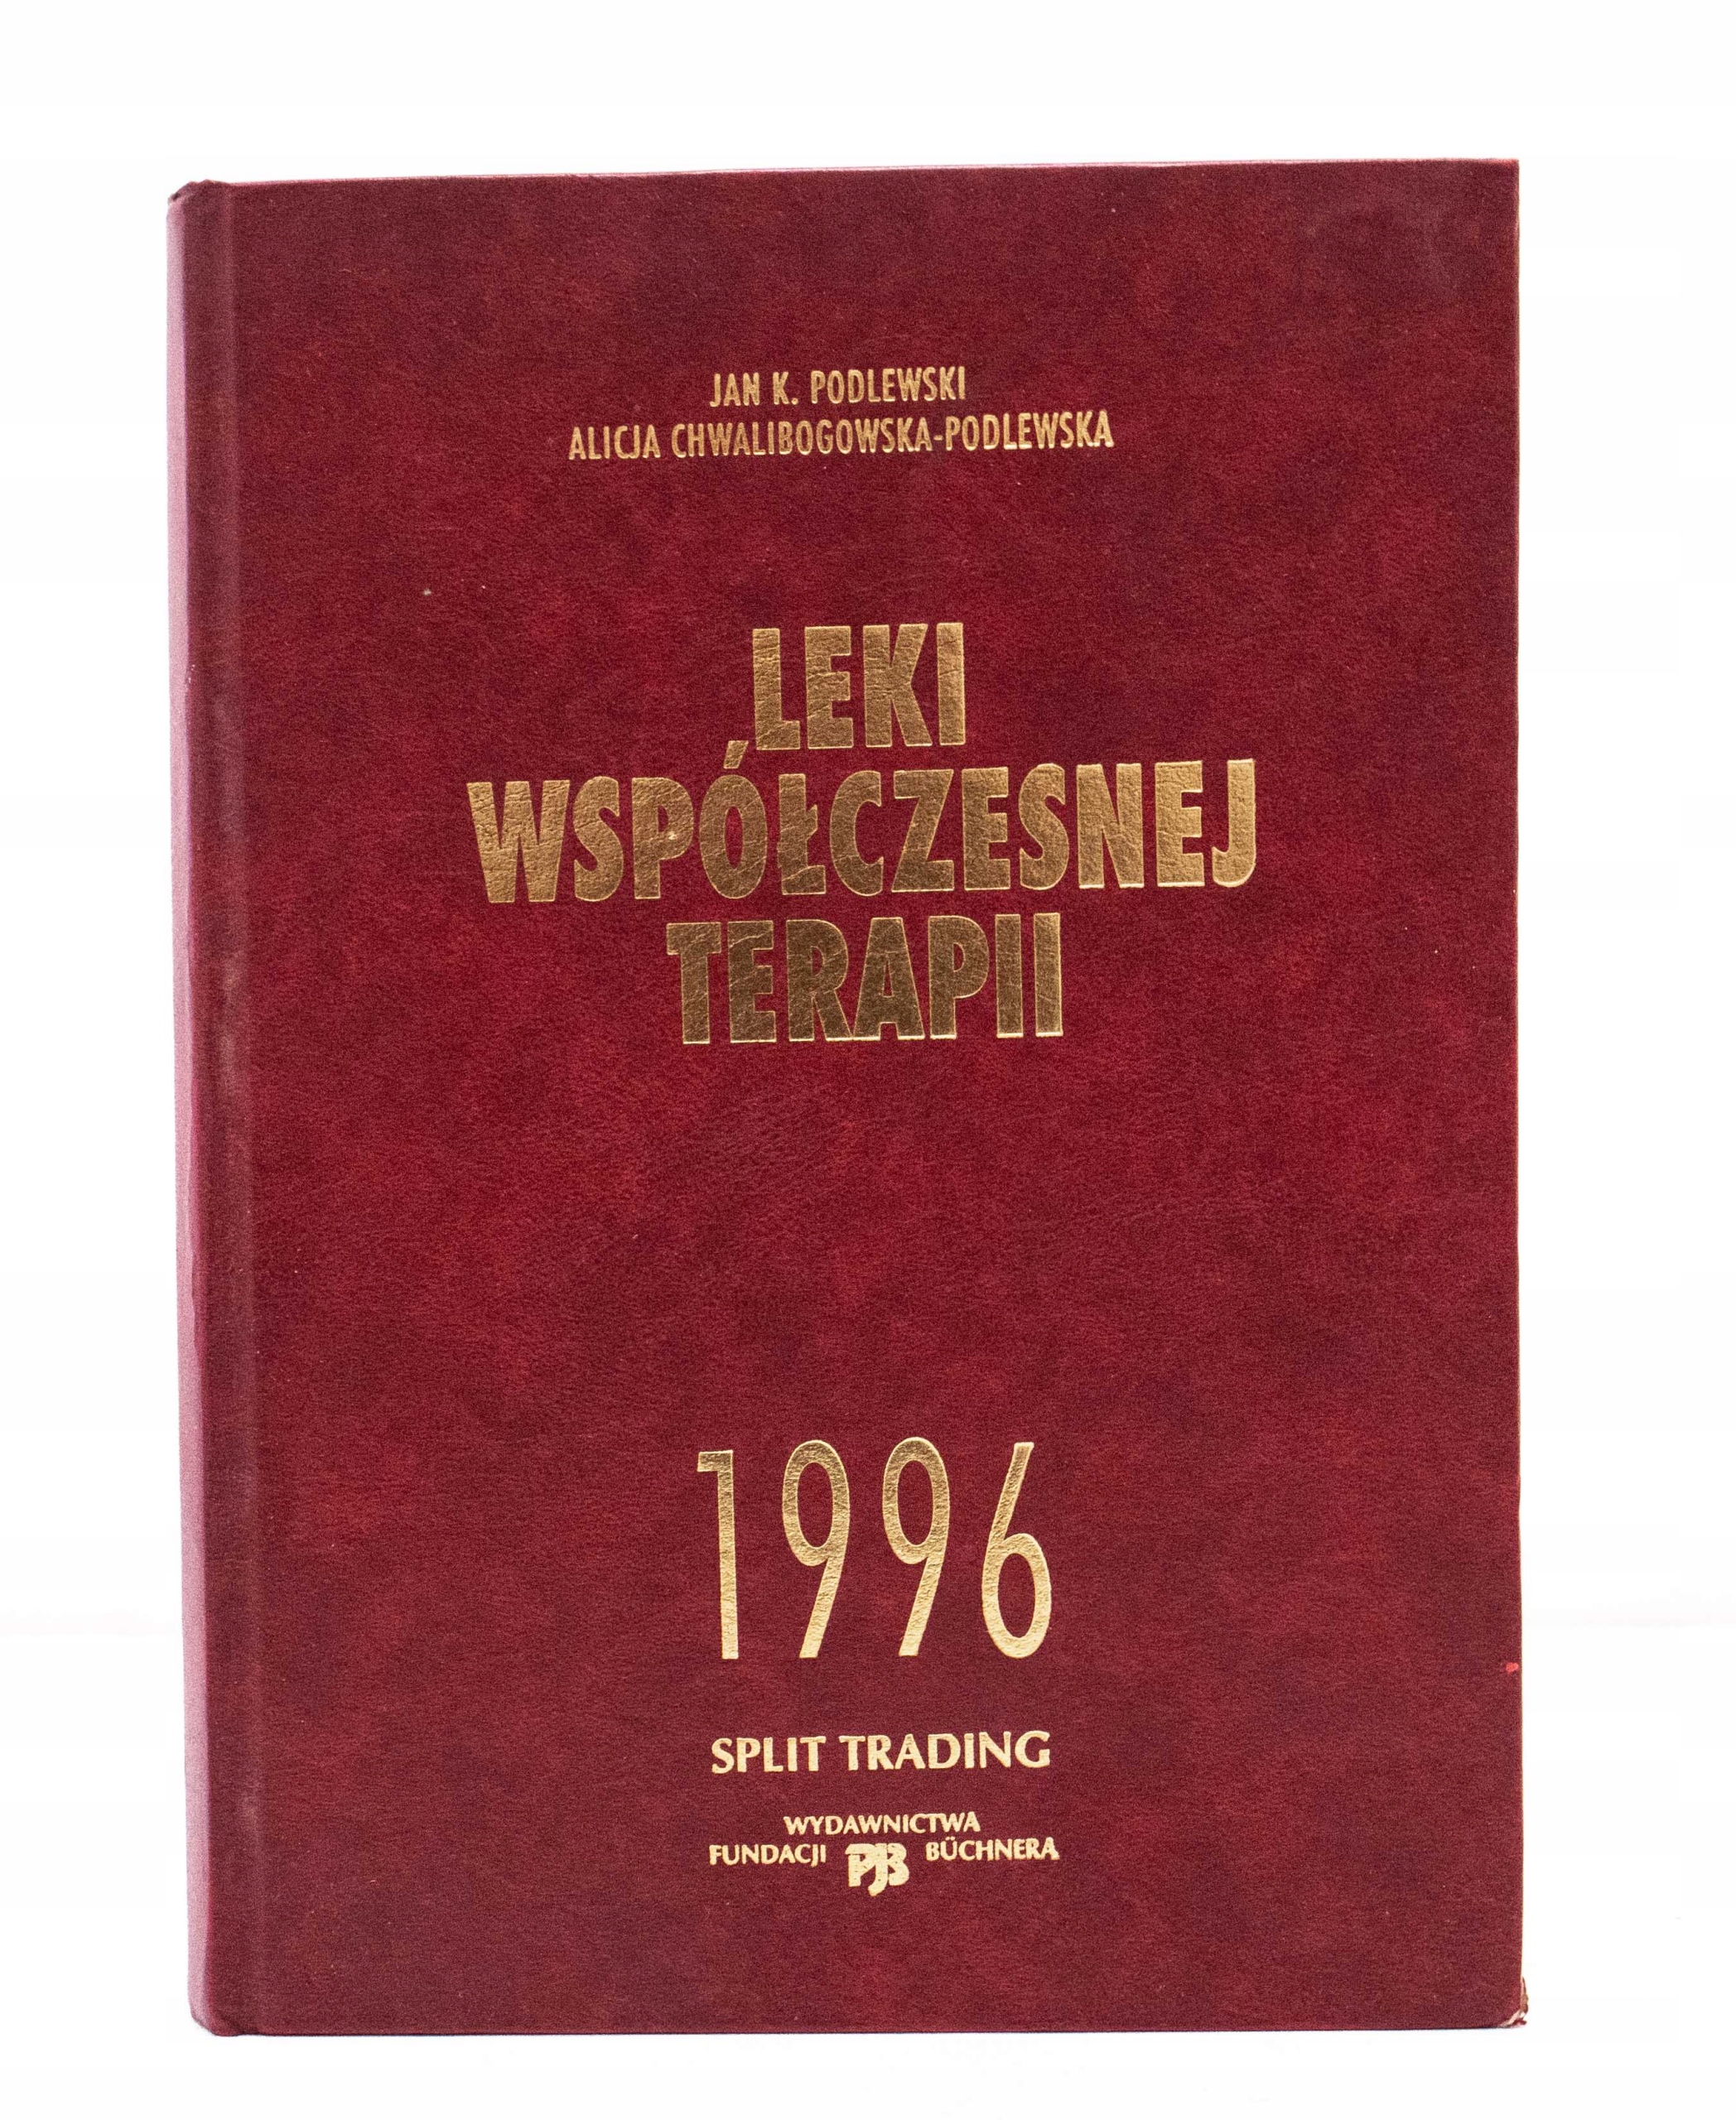 JAN K. PODLEWSKI
ALICJA CHWALIBOGOWSKA-PODLEWSKA
LEKI
WSPÓŁCZESNEJ
TERAPII
1996
SPLIT TRADING
WYDAWNICTWA
FUNDACJI PJB BÜCHNERA